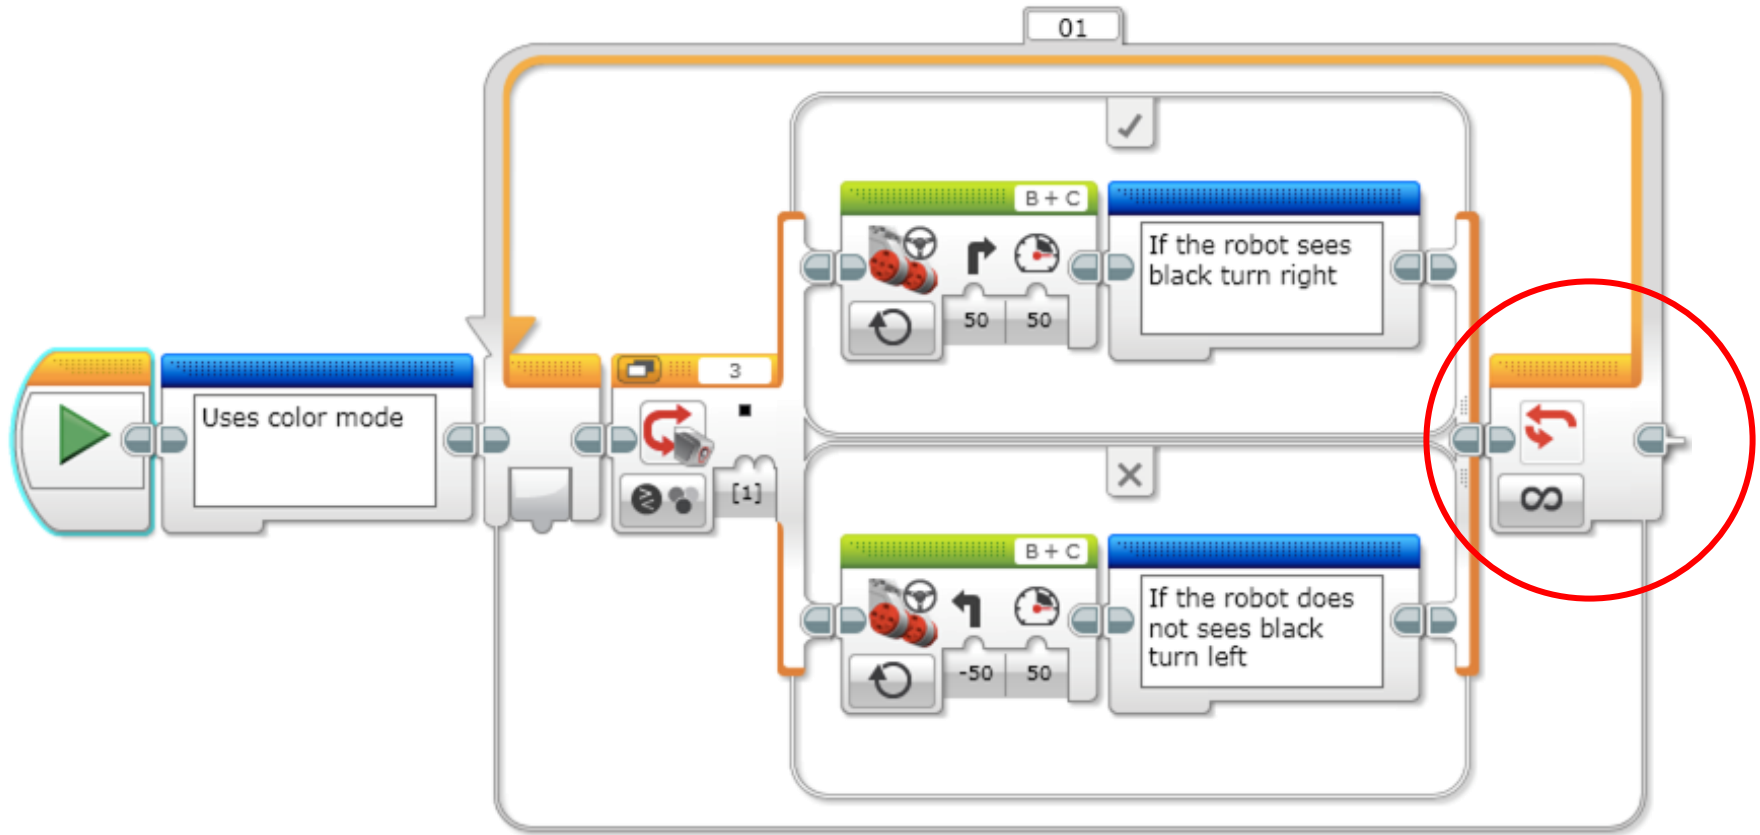 01
B + C
If the robot sees
black turn right
50 50
Uses color mode
3
[1]
∞
B + C
If the robot does
not sees black
turn left
-50 50